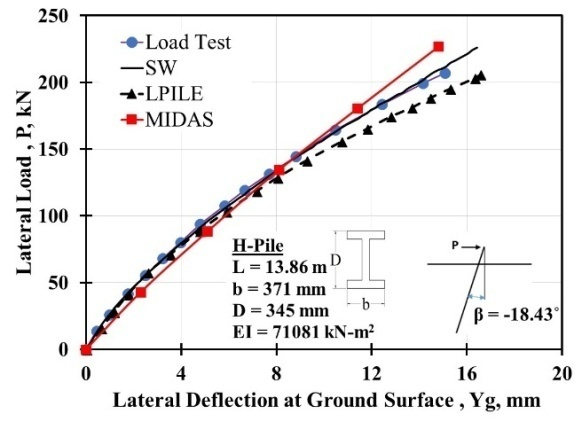 250
200
150
100
50
0
Lateral Load , P, kN
Load Test
SW
LPILE
MIDAS
H-Pile
L = 13.86 m
b = 371 mm
D = 345 mm
EI = 71081 kN-m²
D
b
P
β = -18.43°
0 4 8 12 16 20
Lateral Deflection at Ground Surface , Yg, mm